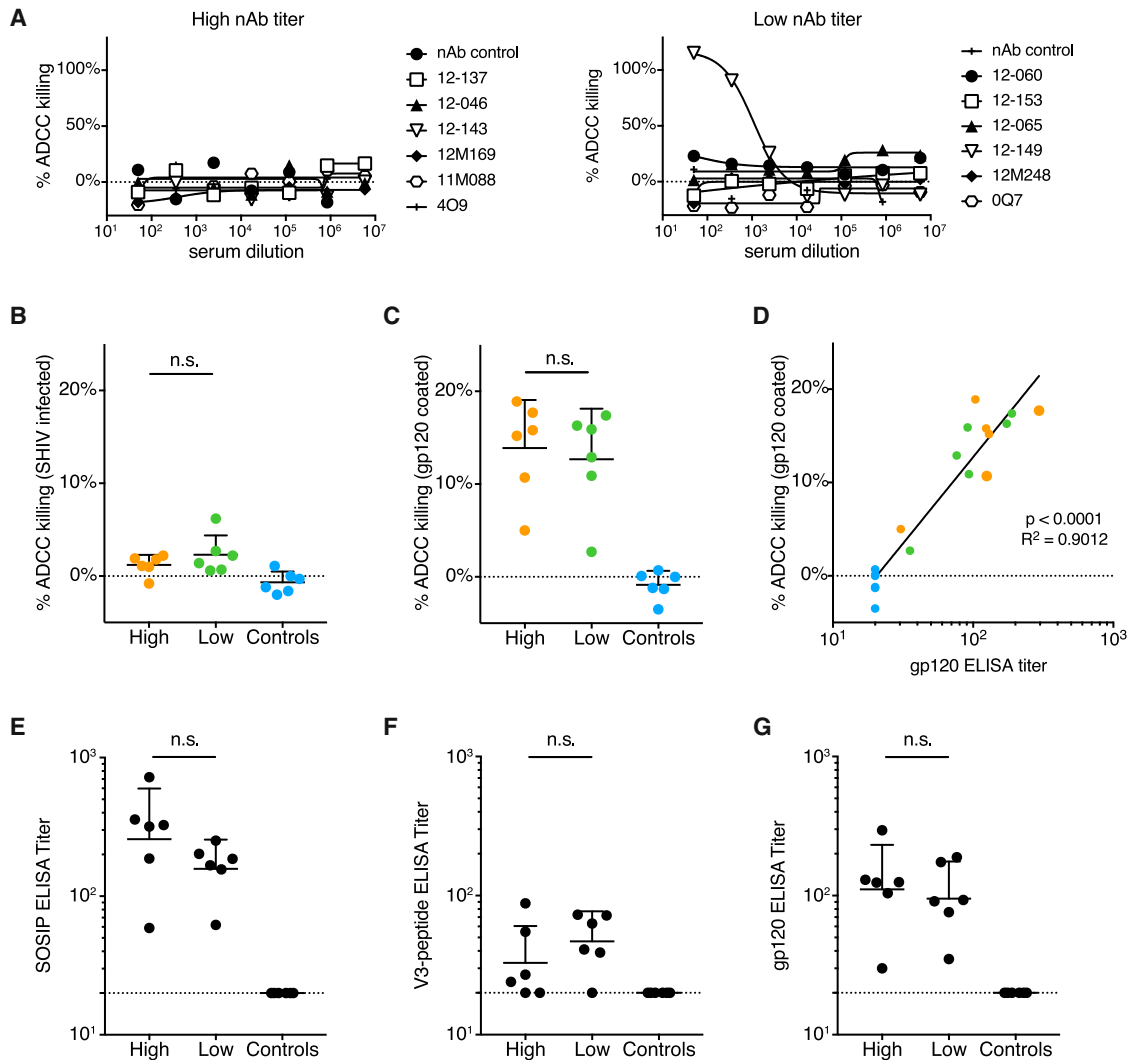 A
High nAb titer
% ADCC killing
100%
50%
0%
10¹ 10² 10³ 10⁴ 10⁵ 10⁶ 10⁷
serum dilution
nAb control
12-137
12-046
12-143
12M169
11M088
4O9
Low nAb titer
% ADCC killing
100%
50%
0%
10¹ 10² 10³ 10⁴ 10⁵ 10⁶ 10⁷
serum dilution
nAb control
12-060
12-153
12-065
12-149
12M248
0Q7
B
% ADCC killing (SHIV infected)
20%
10%
0%
n.s.
High Low Controls
C
% ADCC killing (gp120 coated)
20%
10%
0%
n.s.
High Low Controls
D
% ADCC killing (gp120 coated)
20%
10%
0%
p < 0.0001
R² = 0.9012
10¹ 10² 10³
gp120 ELISA titer
E
SOSIP ELISA Titer
10³
10²
10¹
n.s.
High Low Controls
F
V3-peptide ELISA Titer
10³
10²
10¹
n.s.
High Low Controls
G
gp120 ELISA Titer
10³
10²
10¹
n.s.
High Low Controls